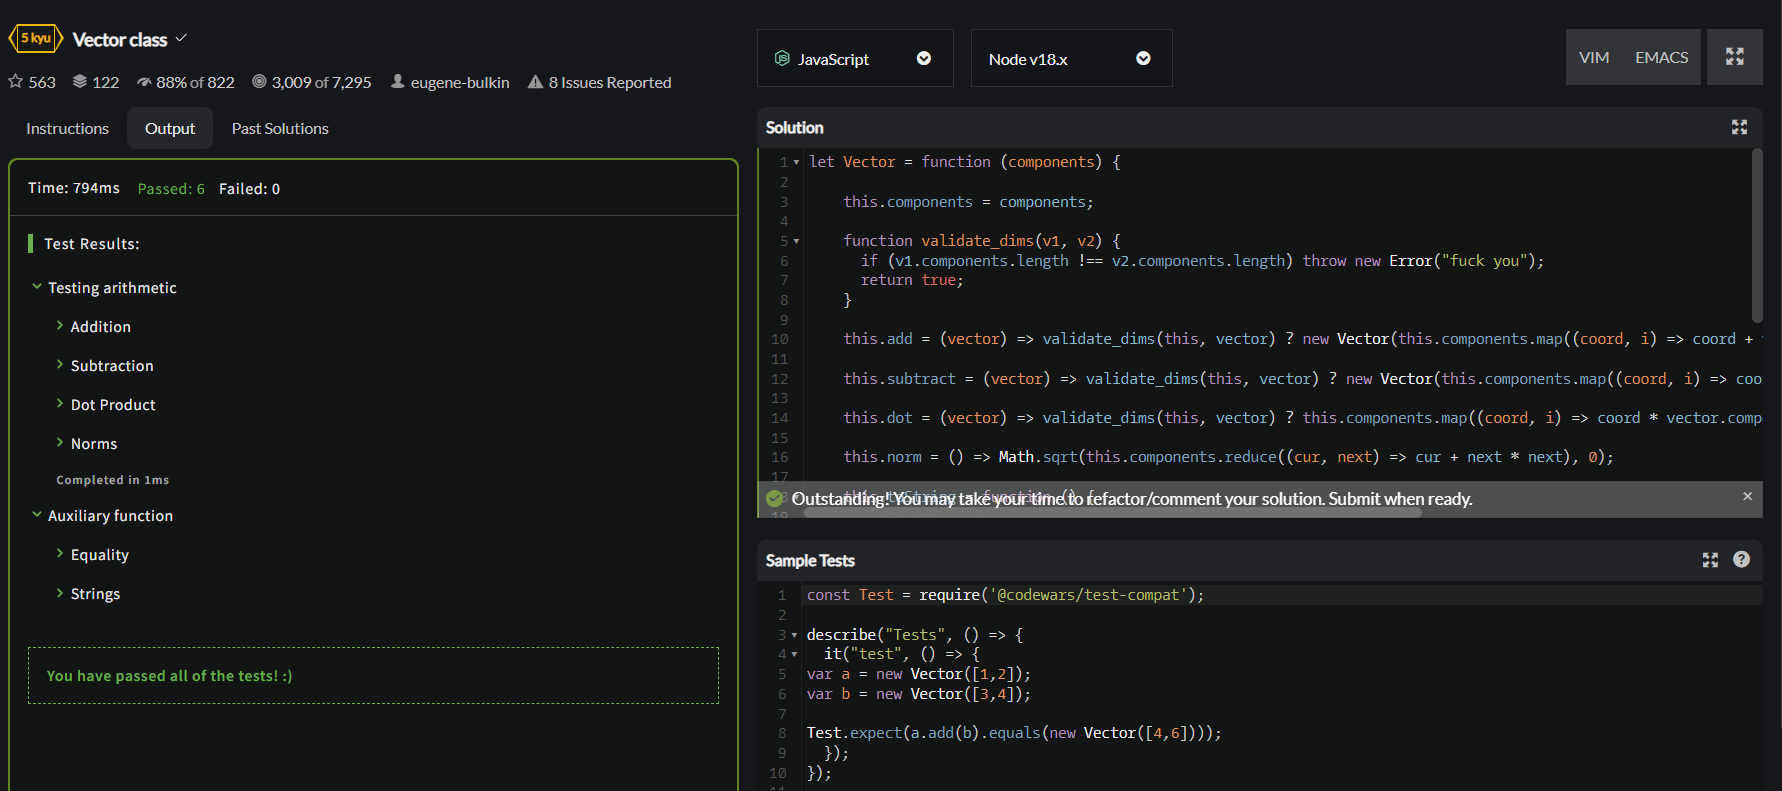 5 kyu Vector class
563 122 88% of 822 3,009 of 7,295 eugene-bulkin 8 Issues Reported
Instructions Output Past Solutions
Time: 794ms Passed: 6 Failed: 0
Test Results:
Testing arithmetic
Addition
Subtraction
Dot Product
Norms
Completed in 1ms
Auxiliary function
Equality
Strings
You have passed all of the tests! :)
JavaScript Node v18.x VIM EMACS
Solution
1 let Vector = function (components) {
2
3 this.components = components;
4
5 function validate_dims(v1, v2) {
6 if (v1.components.length !== v2.components.length) throw new Error("fuck you");
7 return true;
8 }
9
10 this.add = (vector) => validate_dims(this, vector) ? new Vector(this.components.map((coord, i) => coord +
11
12 this.subtract = (vector) => validate_dims(this, vector) ? new Vector(this.components.map((coord, i) => coo
13
14 this.dot = (vector) => validate_dims(this, vector) ? this.components.map((coord, i) => coord * vector.comp
15
16 this.norm = () => Math.sqrt(this.components.reduce((cur, next) => cur + next * next), 0);
17
18 this.toString = function () {
Outstanding! You may take your time to refactor/comment your solution. Submit when ready.
19
Sample Tests
1 const Test = require('@codewars/test-compat');
2
3 describe("Tests", () => {
4 it("test", () => {
5 var a = new Vector([1,2]);
6 var b = new Vector([3,4]);
7
8 Test.expect(a.add(b).equals(new Vector([4,6])));
9 });
10 });
11